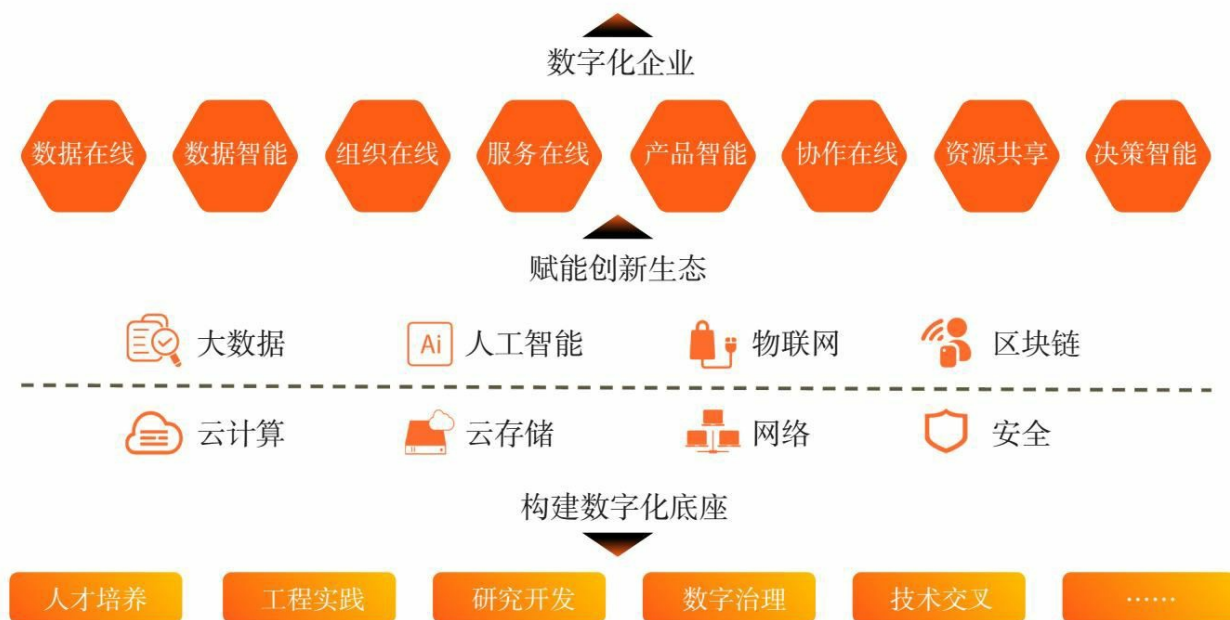 数字化企业
数据在线 数据智能 组织在线 服务在线 产品智能 协作在线 资源共享 决策智能
赋能创新生态
大数据 Ai 人工智能 物联网 区块链
云计算 云存储 网络 安全
构建数字化底座
人才培养 工程实践 研究开发 数字治理 技术交叉 ……